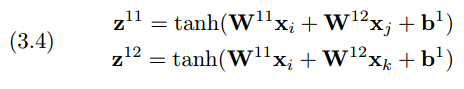 (3.4)
z¹¹ = tanh(W¹¹xᵢ + W¹²xⱼ + b¹)
z¹² = tanh(W¹¹xᵢ + W¹²xₖ + b¹)